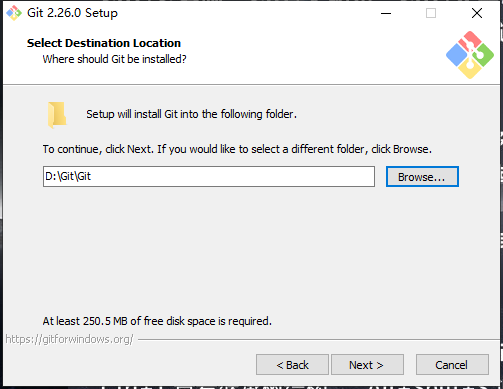 Git 2.26.0 Setup
Select Destination Location
Where should Git be installed?
Setup will install Git into the following folder.
To continue, click Next. If you would like to select a different folder, click Browse.
D:\Git\Git
Browse...
At least 250.5 MB of free disk space is required.
https://gitforwindows.org/
< Back
Next >
Cancel